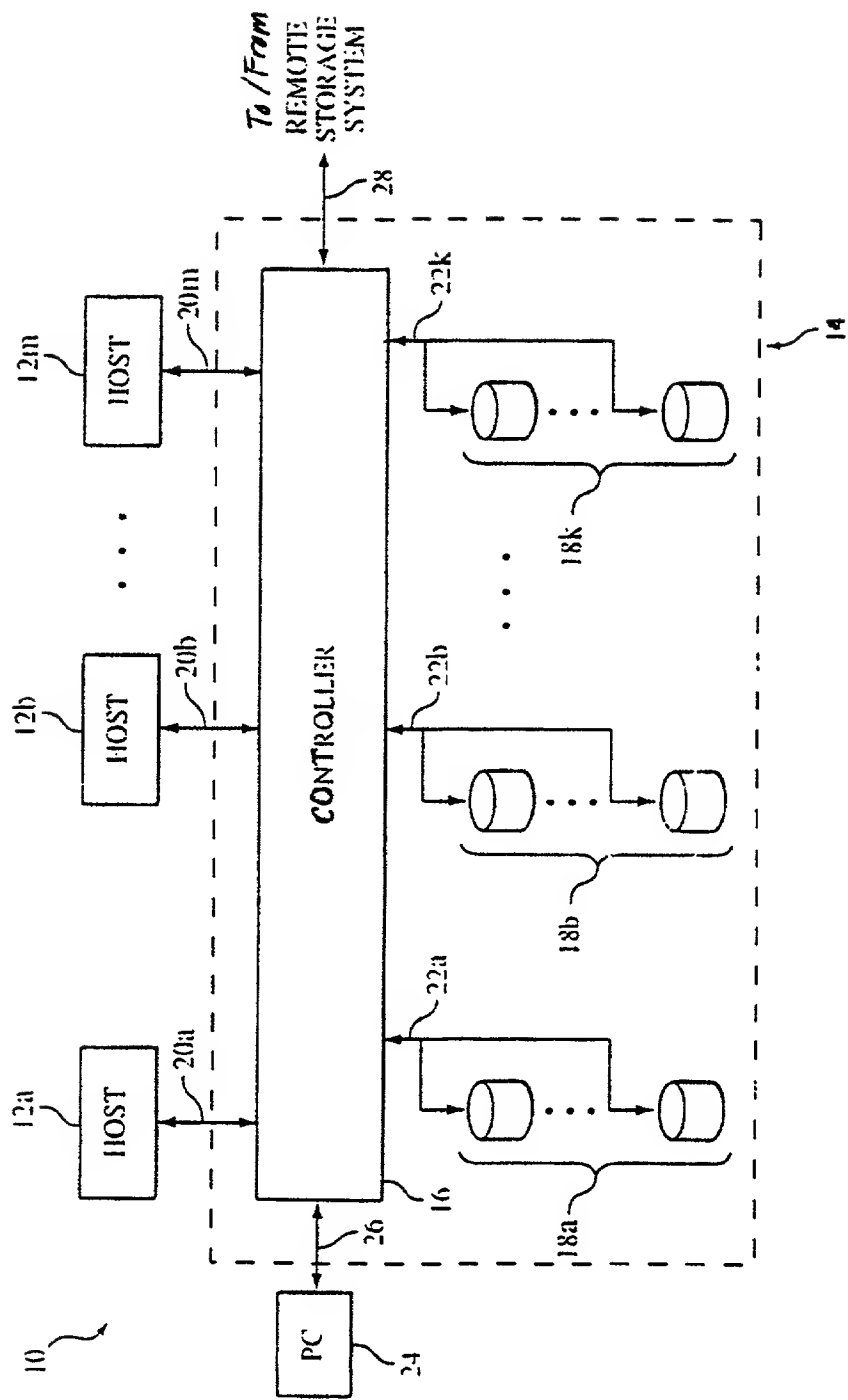 10
12a
HOST
12b
HOST
. . .
12m
HOST
20a
20b
20m
PC
24
26
16
CONTROLLER
28
To/From
REMOTE
STORAGE
SYSTEM
22a
22b
22k
. . .
. . .
. . .
. . .
18a
18b
18k
14